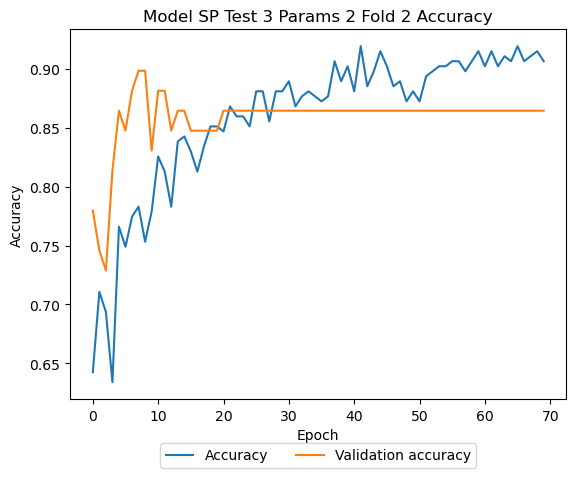 Model SP Test 3 Params 2 Fold 2 Accuracy
0.90
0.85
0.80
0.75
0.70
0.65
Accuracy
0 10 20 30 40 50 60 70
Epoch
Accuracy Validation accuracy